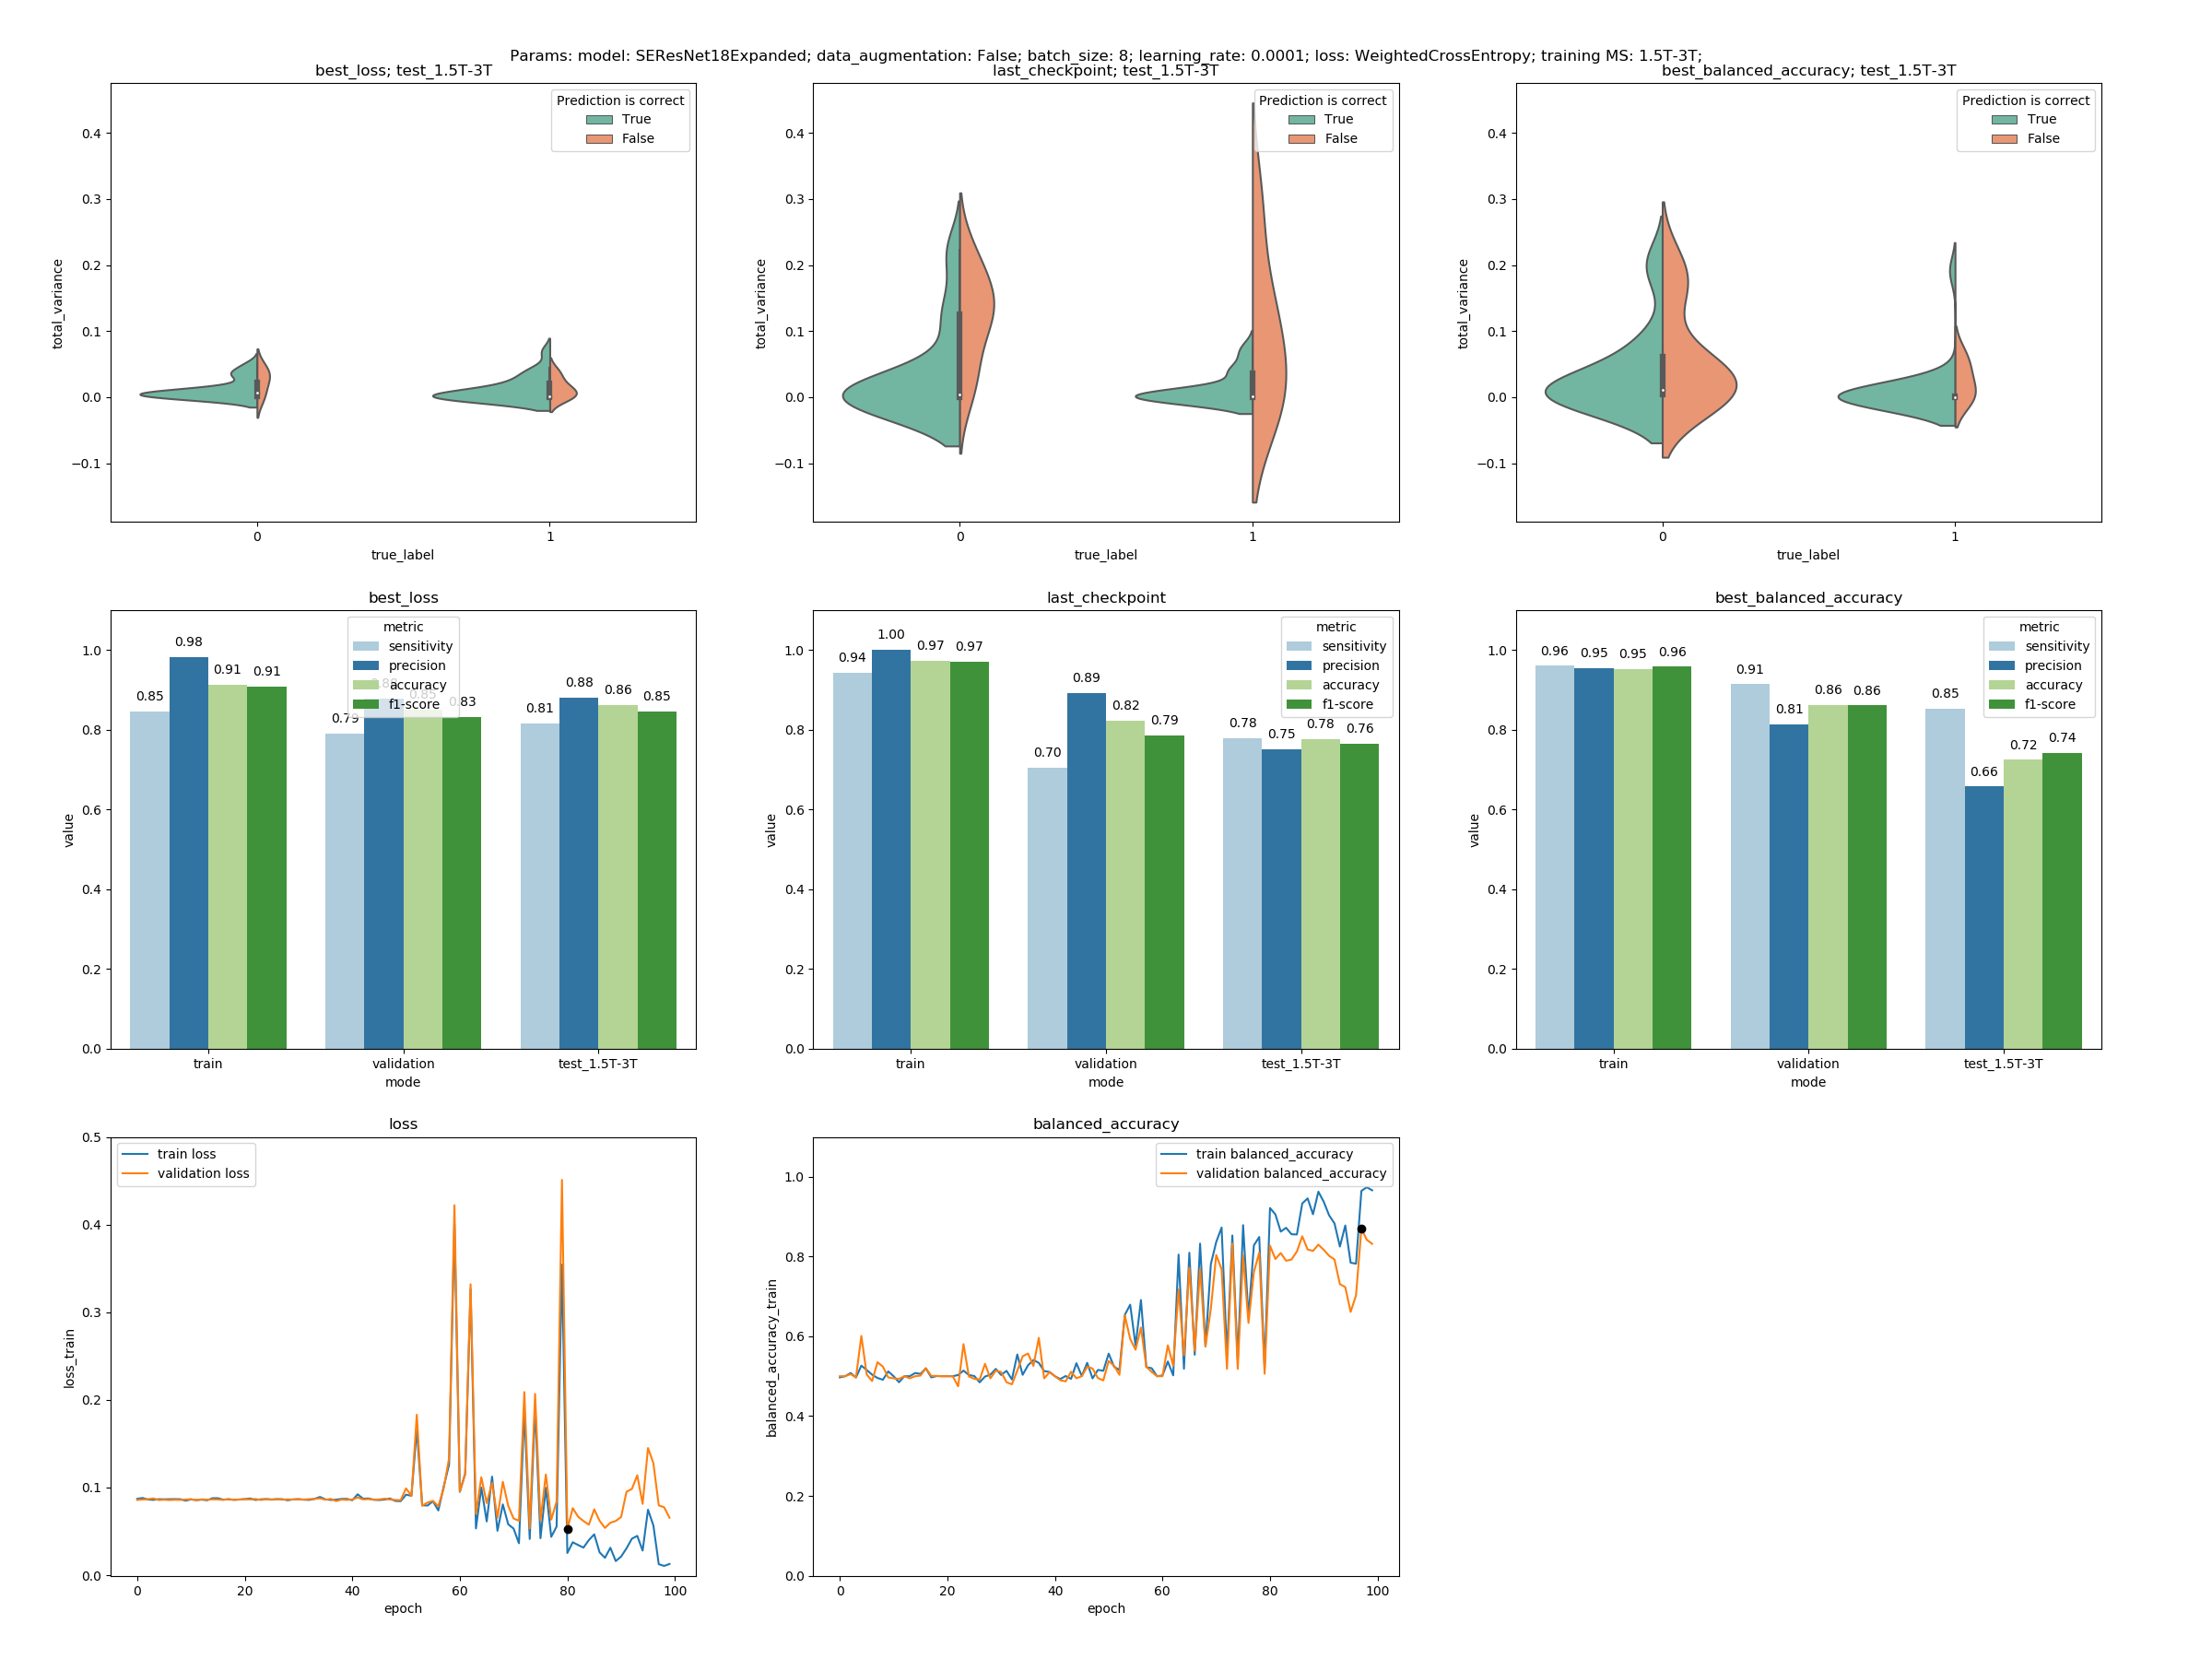 Params: model: SEResNet18Expanded; data_augmentation: False; batch_size: 8; learning_rate: 0.0001; loss: WeightedCrossEntropy; training MS: 1.5T-3T;
best_loss; test_1.5T-3T
Prediction is correct
True
False
0.4
0.3
0.2
0.1
0.0
−0.1
total_variance
0
1
true_label
last_checkpoint; test_1.5T-3T
Prediction is correct
True
False
0.4
0.3
0.2
0.1
0.0
−0.1
total_variance
0
1
true_label
best_balanced_accuracy; test_1.5T-3T
Prediction is correct
True
False
0.4
0.3
0.2
0.1
0.0
−0.1
total_variance
0
1
true_label
best_loss
metric
sensitivity
precision
accuracy
f1-score
1.0
0.8
0.6
0.4
0.2
0.0
value
0.85
0.98
0.91
0.91
0.79
0.88
0.85
0.83
0.81
0.88
0.86
0.85
train
validation
test_1.5T-3T
mode
last_checkpoint
metric
sensitivity
precision
accuracy
f1-score
1.0
0.8
0.6
0.4
0.2
0.0
value
0.94
1.00
0.97
0.97
0.70
0.89
0.82
0.79
0.78
0.75
0.78
0.76
train
validation
test_1.5T-3T
mode
best_balanced_accuracy
metric
sensitivity
precision
accuracy
f1-score
1.0
0.8
0.6
0.4
0.2
0.0
value
0.96
0.95
0.95
0.96
0.91
0.81
0.86
0.86
0.85
0.66
0.72
0.74
train
validation
test_1.5T-3T
mode
loss
train loss
validation loss
0.5
0.4
0.3
0.2
0.1
0.0
loss_train
0
20
40
60
80
100
epoch
balanced_accuracy
train balanced_accuracy
validation balanced_accuracy
1.0
0.8
0.6
0.4
0.2
0.0
balanced_accuracy_train
0
20
40
60
80
100
epoch